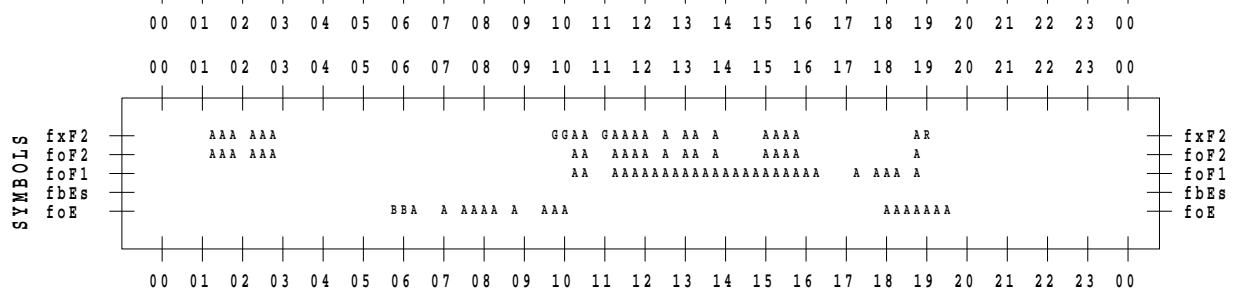 00 01 02 03 04 05 06 07 08 09 10 11 12 13 14 15 16 17 18 19 20 21 22 23 00
00 01 02 03 04 05 06 07 08 09 10 11 12 13 14 15 16 17 18 19 20 21 22 23 00
SYMBOLS
fxF2 AAA AAA GGAA GAAAA A AA A AAAA AR fxF2
foF2 AAA AAA AA AAAA A AA A AAAA A foF2
foF1 AA AAAAAAAAAAAAAAAAAAAAA A AAA A foF1
fbEs fbEs
foE BBA A AAAA A AAA AAAAAAA foE
00 01 02 03 04 05 06 07 08 09 10 11 12 13 14 15 16 17 18 19 20 21 22 23 00